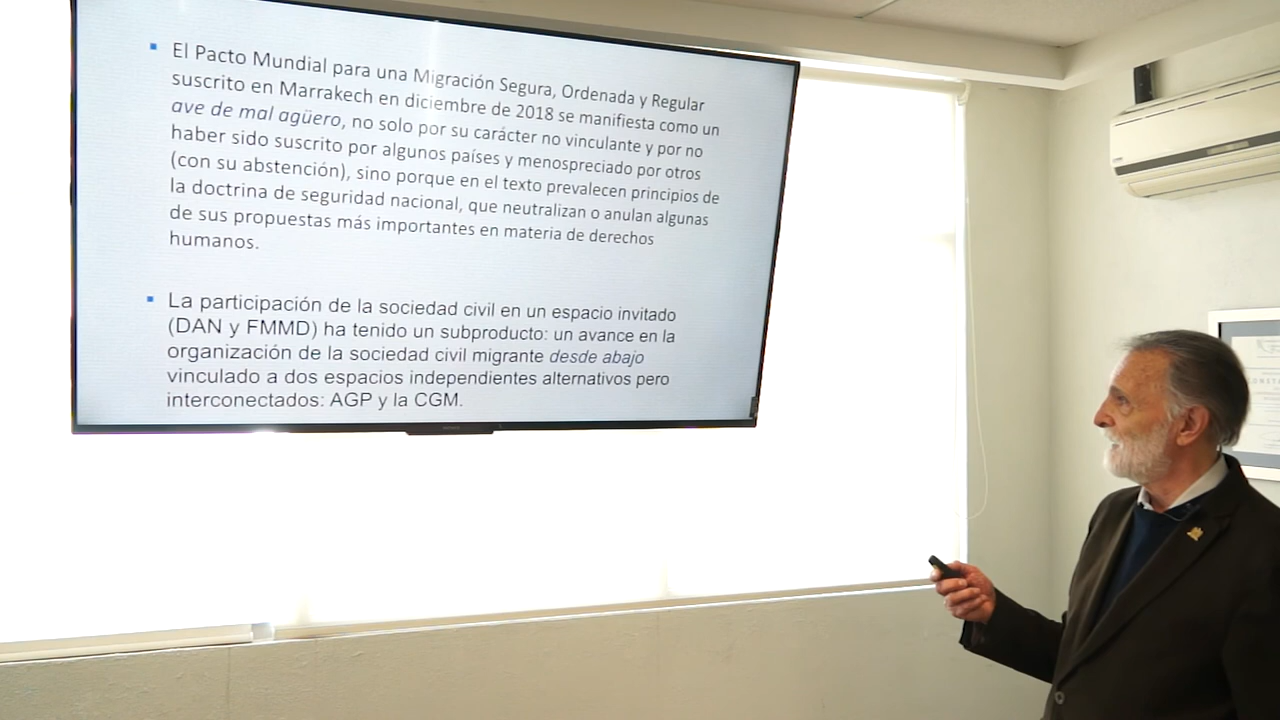 El Pacto Mundial para una Migración Segura, Ordenada y Regular
suscrito en Marrakech en diciembre de 2018 se manifiesta como un
ave de mal agüero, no solo por su carácter no vinculante y por no
haber sido suscrito por algunos países y menospreciado por otros
(con su abstención), sino porque en el texto prevalecen principios de
la doctrina de seguridad nacional, que neutralizan o anulan algunas
de sus propuestas más importantes en materia de derechos
humanos.
La participación de la sociedad civil en un espacio invitado
(DAN y FMMD) ha tenido un subproducto: un avance en la
organización de la sociedad civil migrante desde abajo
vinculado a dos espacios independientes alternativos pero
interconectados: AGP y la CGM.